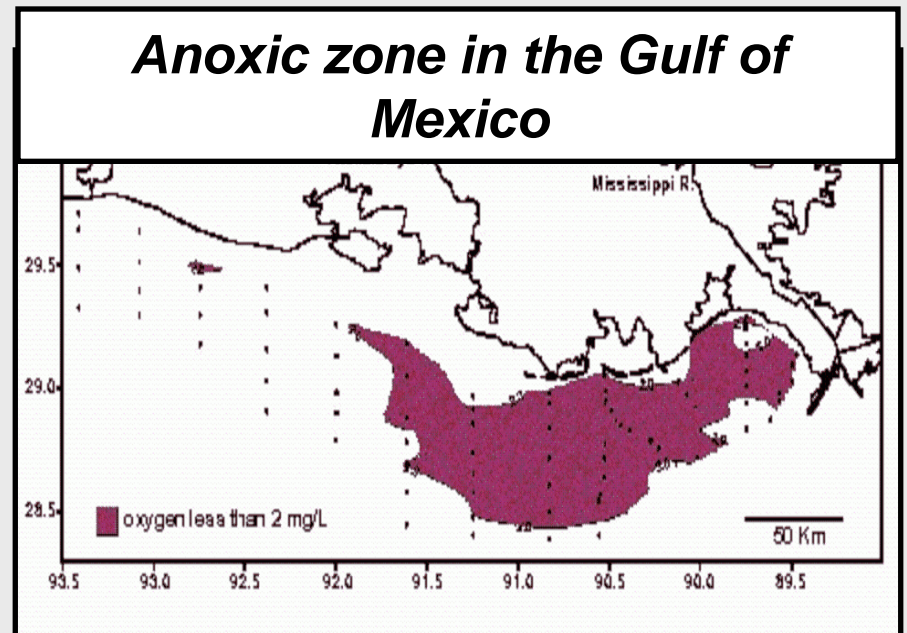 Anoxic zone in the Gulf of
Mexico
Mississippi R.
29.5
29.0
28.5
oxygen less than 2 mg/L
50 Km
93.5 93.0 92.5 92.0 91.5 91.0 90.5 90.0 89.5